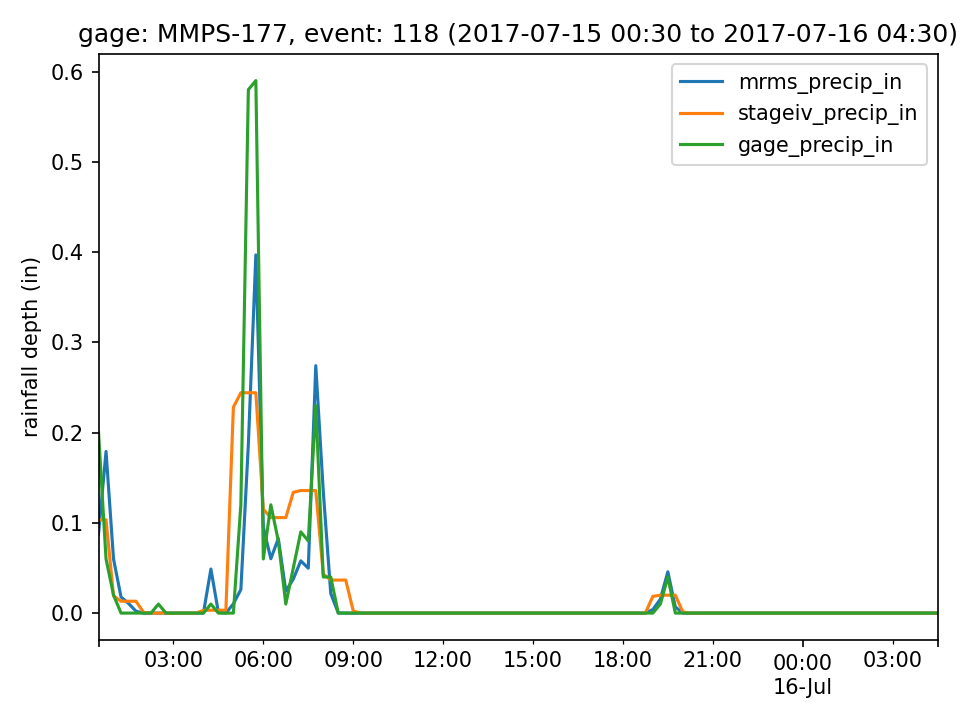 gage: MMPS-177, event: 118 (2017-07-15 00:30 to 2017-07-16 04:30)
mrms_precip_in
stageiv_precip_in
gage_precip_in
rainfall depth (in)
0.6
0.5
0.4
0.3
0.2
0.1
0.0
03:00 06:00 09:00 12:00 15:00 18:00 21:00 00:00 03:00
16-Jul